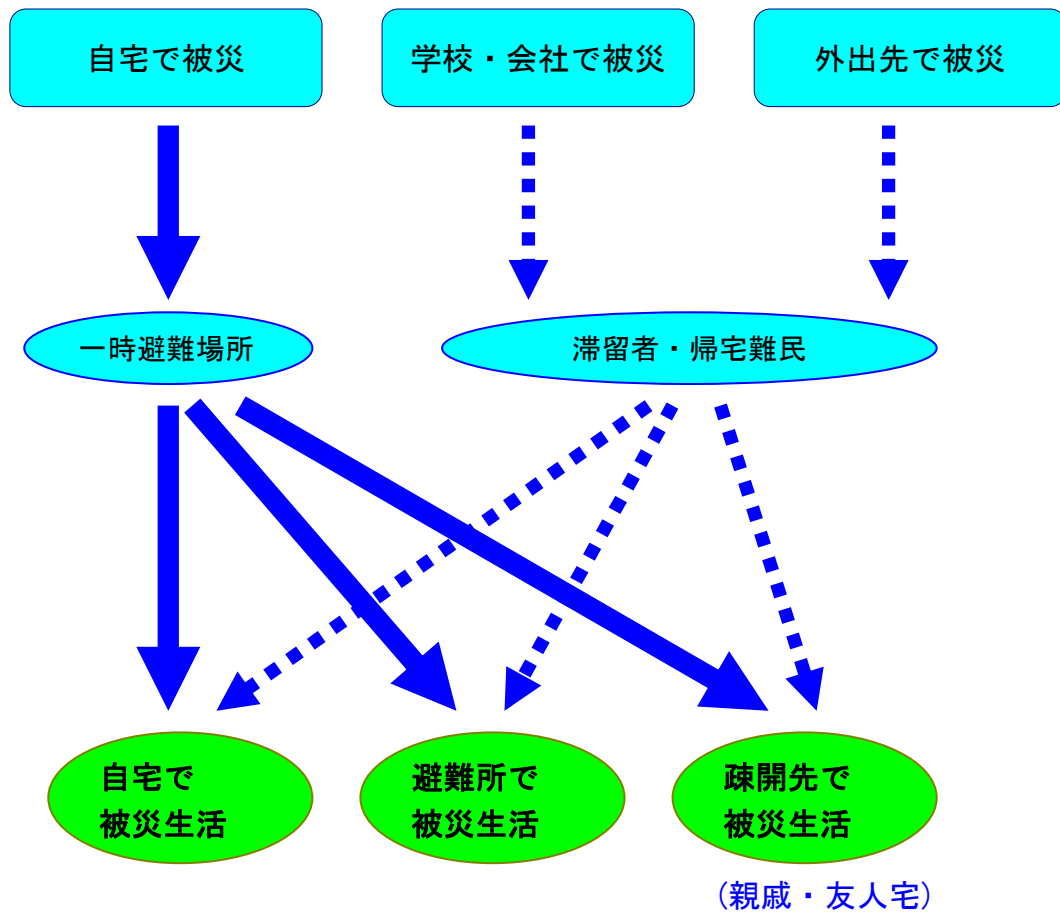 自宅で被災
学校・会社で被災
外出先で被災
一時避難場所
滞留者・帰宅難民
自宅で
被災生活
避難所で
被災生活
疎開先で
被災生活
(親戚・友人宅)